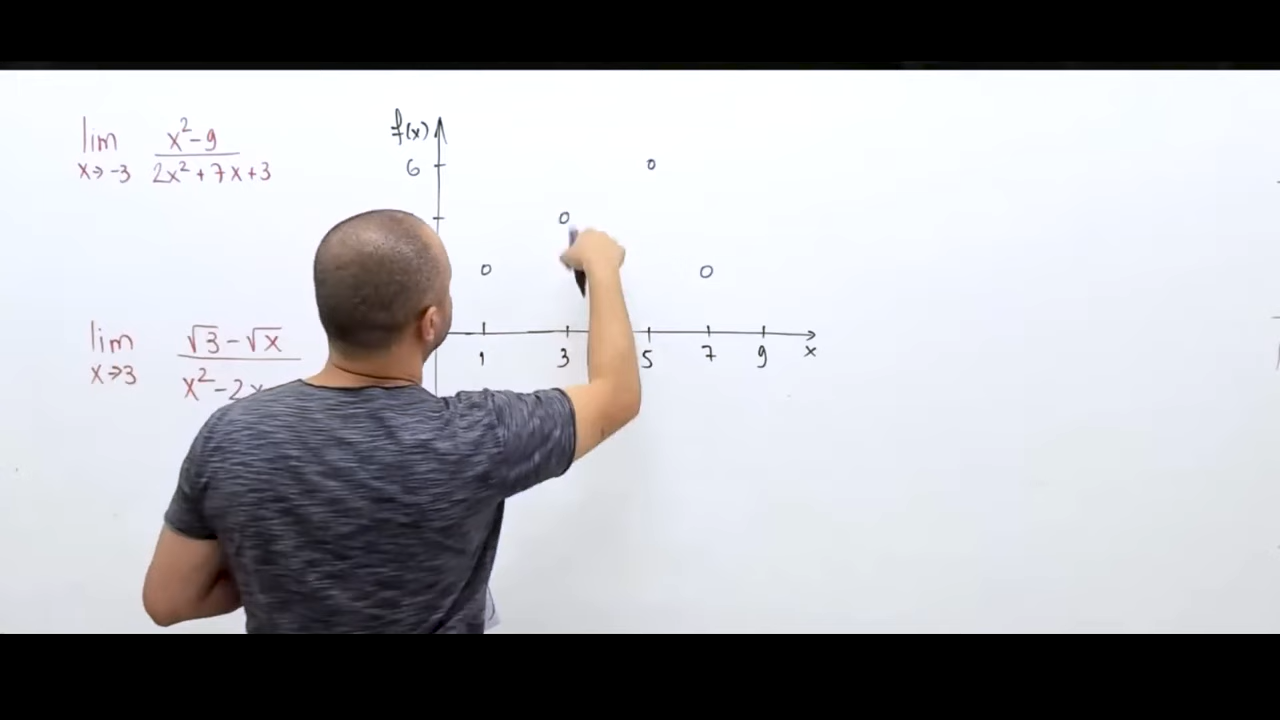 lim x→-3 (x²-9)/(2x²+7x+3)
f(x)
6
1 3 5 7 9 x
lim x→3 (√3-√x)/(x²-2x